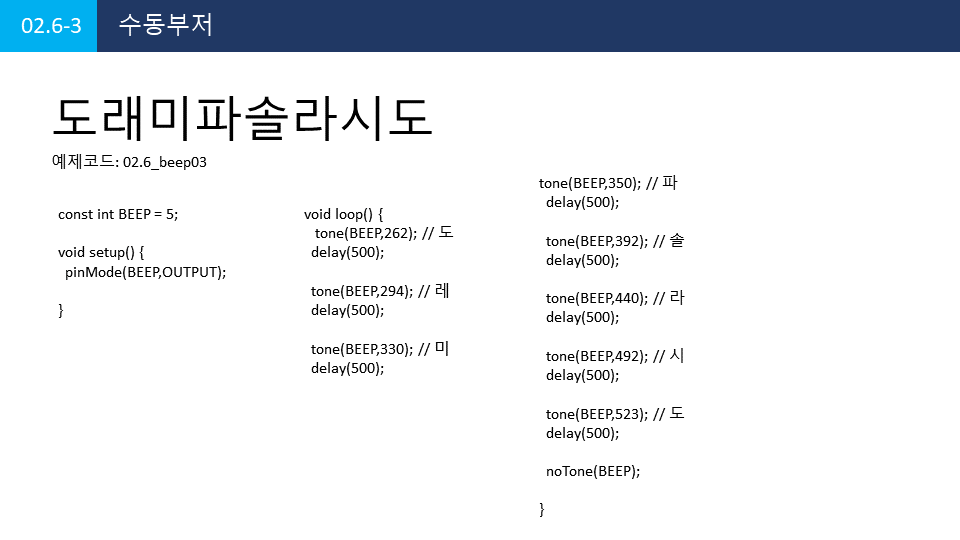 02.6-3
수동부저
도래미파솔라시도
예제코드: 02.6_beep03
const int BEEP = 5;
void setup() {
pinMode(BEEP,OUTPUT);
}
void loop() {
tone(BEEP,262); // 도
delay(500);
tone(BEEP,294); // 레
delay(500);
tone(BEEP,330); // 미
delay(500);
tone(BEEP,350); // 파
delay(500);
tone(BEEP,392); // 솔
delay(500);
tone(BEEP,440); // 라
delay(500);
tone(BEEP,492); // 시
delay(500);
tone(BEEP,523); // 도
delay(500);
noTone(BEEP);
}